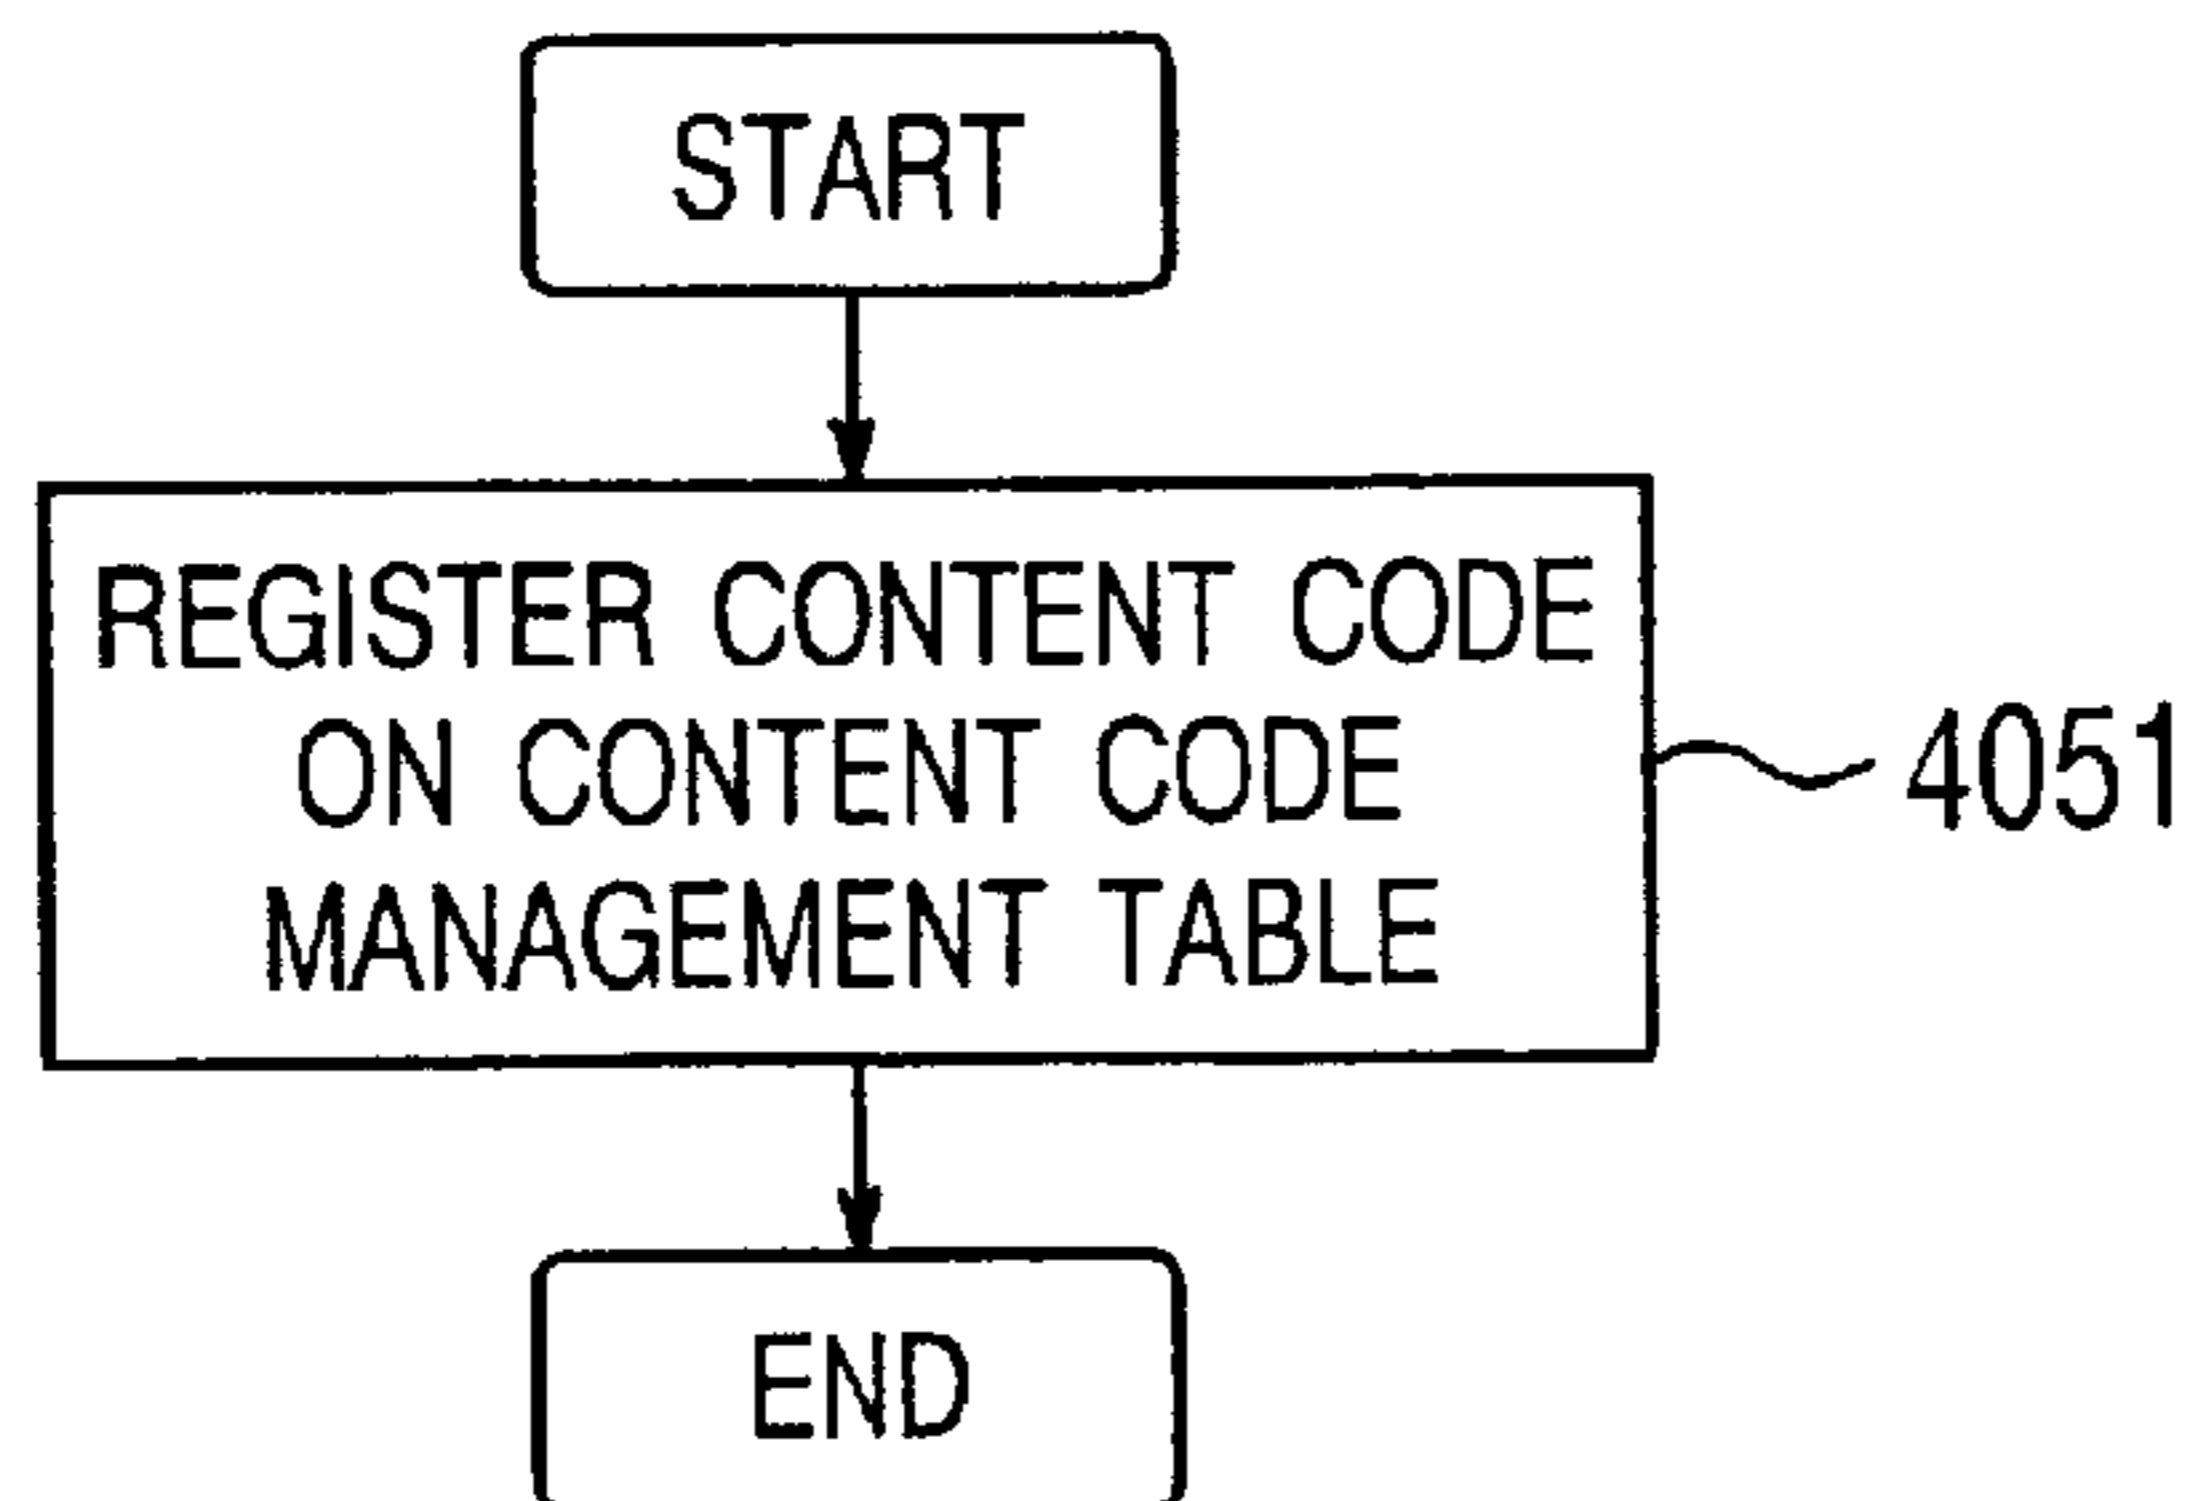 START
REGISTER CONTENT CODE
ON CONTENT CODE
MANAGEMENT TABLE
4051
END